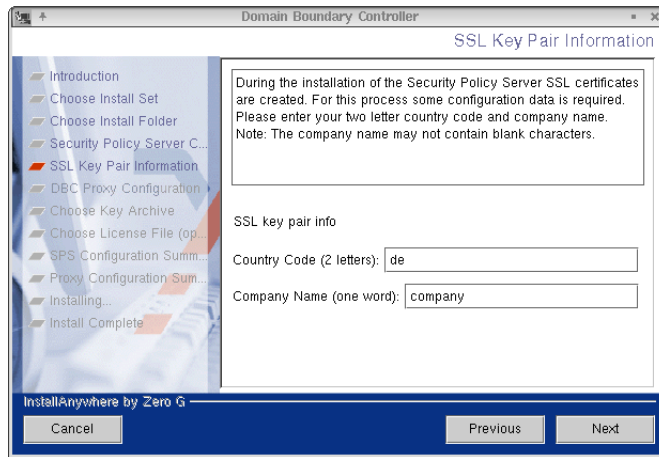 Domain Boundary Controller
SSL Key Pair Information
Introduction
Choose Install Set
Choose Install Folder
Security Policy Server C...
SSL Key Pair Information
DBC Proxy Configuration
Choose Key Archive
Choose License File (op...
SPS Configuration Summ...
Proxy Configuration Sum...
Installing...
Install Complete
During the installation of the Security Policy Server SSL certificates
are created. For this process some configuration data is required.
Please enter your two letter country code and company name.
Note: The company name may not contain blank characters.
SSL key pair info
Country Code (2 letters): de
Company Name (one word): company
InstallAnywhere by Zero G
Cancel
Previous
Next